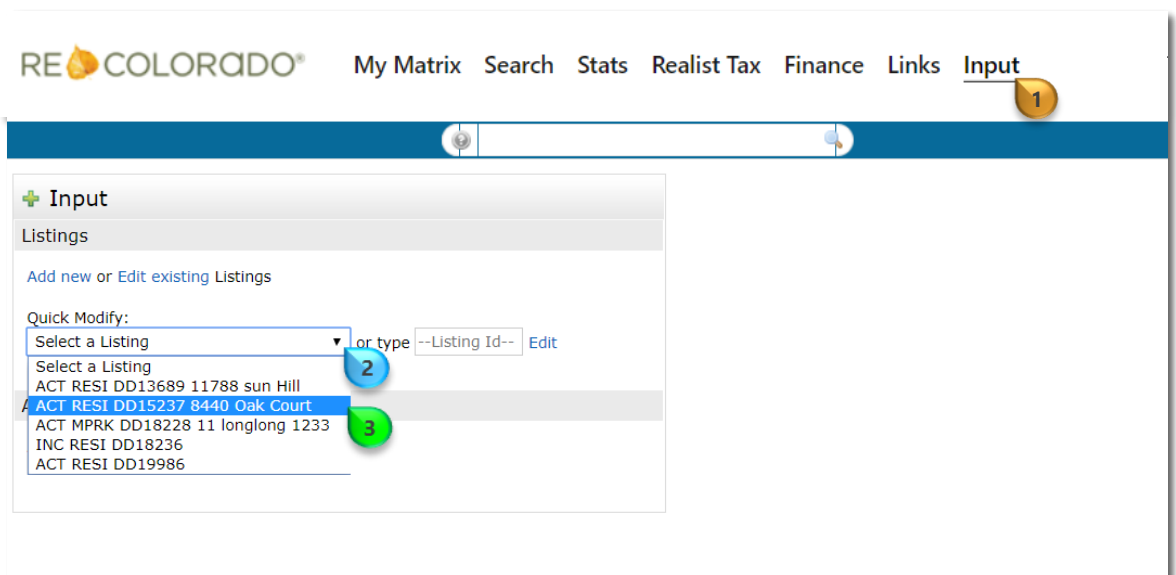 RE COLORADO® My Matrix Search Stats Realist Tax Finance Links Input
1
Input
Listings
Add new or Edit existing Listings
Quick Modify:
Select a Listing or type --Listing Id-- Edit
2
Select a Listing
ACT RESI DD13689 11788 sun Hill
ACT RESI DD15237 8440 Oak Court
3
ACT MPRK DD18228 11 longlong 1233
INC RESI DD18236
ACT RESI DD19986